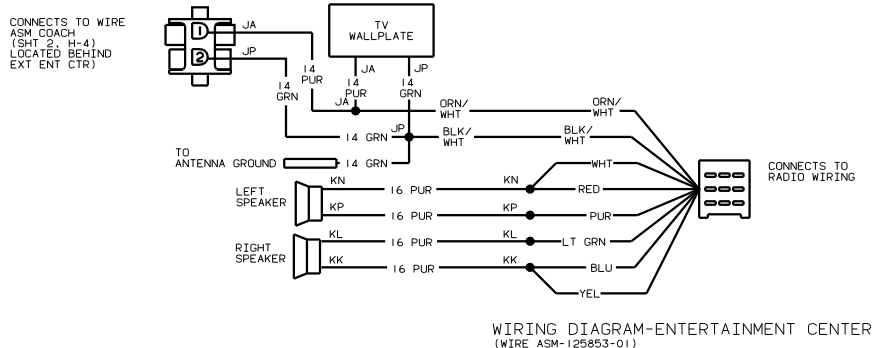 CONNECTS TO WIRE
ASM COACH
(SHT 2, H-4)
LOCATED BEHIND
EXT ENT CTR)
1
2
JA
JP
14
PUR
14
GRN
TV
WALLPLATE
JA
JP
14
PUR
14
GRN
JA
ORN/
WHT
ORN/
WHT
14 GRN
JP
BLK/
WHT
BLK/
WHT
TO
ANTENNA GROUND
14 GRN
WHT
CONNECTS TO
RADIO WIRING
LEFT
SPEAKER
KN
16 PUR
KN
RED
KP
16 PUR
KP
PUR
RIGHT
SPEAKER
KL
16 PUR
KL
LT GRN
KK
16 PUR
KK
BLU
YEL
WIRING DIAGRAM-ENTERTAINMENT CENTER
(WIRE ASM-125853-01)